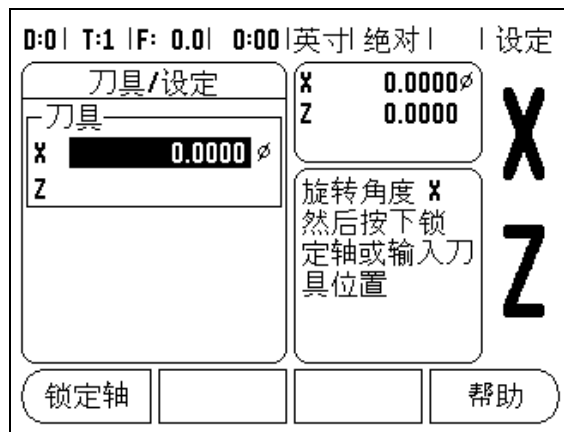 D:0| T:1 |F: 0.0| 0:00|英寸| 绝对| | 设定
刀具/设定
刀具
X 0.0000 ø
Z
X 0.0000ø
Z 0.0000
旋转角度 X
然后按下锁
定轴或输入刀
具位置
X
Z
锁定轴
帮助